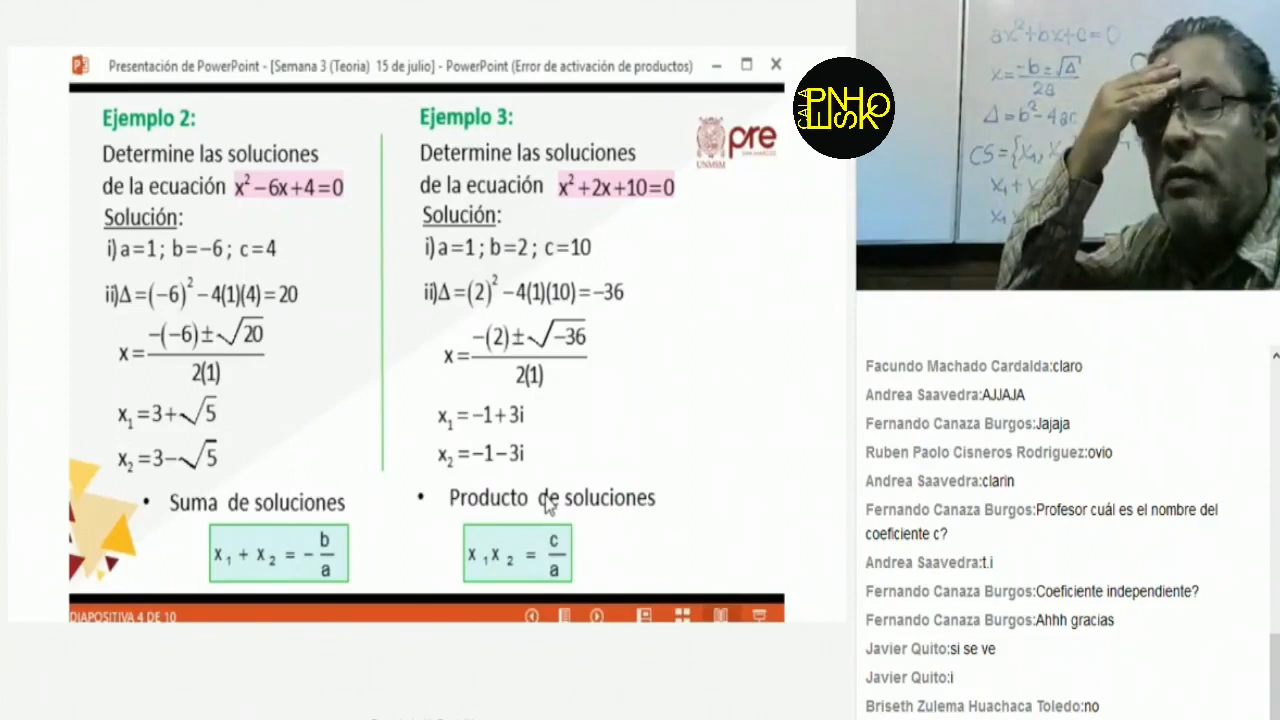 Presentación de PowerPoint - [Semana 3 (Teoria) 15 de julio] - PowerPoint (Error de activación de productos)
Ejemplo 2:
Determine las soluciones
de la ecuación x²−6x+4=0
Solución:
i) a=1; b=−6; c=4
ii) Δ=(−6)²−4(1)(4)=20
x= −(−6)±√20 / 2(1)
x₁=3+√5
x₂=3−√5
• Suma de soluciones
x₁ + x₂ = − b/a
Ejemplo 3:
Determine las soluciones
de la ecuación x²+2x+10=0
Solución:
i) a=1; b=2; c=10
ii) Δ=(2)²−4(1)(10)=−36
x= −(2)±√−36 / 2(1)
x₁=−1+3i
x₂=−1−3i
• Producto de soluciones
x₁x₂ = c/a
UNMSM
pre
SAN MARCOS
DIAPOSITIVA 4 DE 10
ax²+bx+c=0
x= −b±√Δ / 2a
Δ=b²−4ac
CS={x₁, x
x₁+x
x₁
Facundo Machado Cardalda:claro
Andrea Saavedra:AJJAJA
Fernando Canaza Burgos:Jajaja
Ruben Paolo Cisneros Rodriguez:ovio
Andrea Saavedra:clarin
Fernando Canaza Burgos:Profesor cuál es el nombre del
coeficiente c?
Andrea Saavedra:t.i
Fernando Canaza Burgos:Coeficiente independiente?
Fernando Canaza Burgos:Ahhh gracias
Javier Quito:si se ve
Javier Quito:i
Briseth Zulema Huachaca Toledo:no